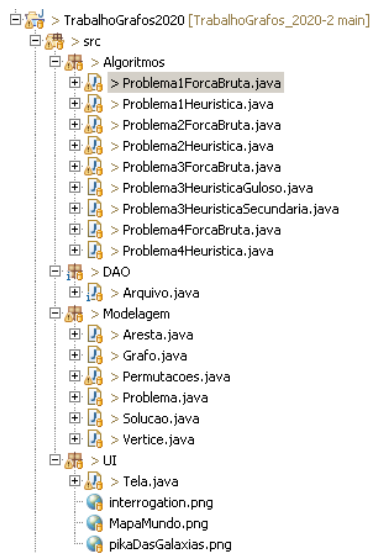 > TrabalhoGrafos2020 [TrabalhoGrafos_2020-2 main]
> src
> Algoritmos
> Problema1ForcaBruta.java
> Problema1Heuristica.java
> Problema2ForcaBruta.java
> Problema2Heuristica.java
> Problema3ForcaBruta.java
> Problema3HeuristicaGuloso.java
> Problema3HeuristicaSecundaria.java
> Problema4ForcaBruta.java
> Problema4Heuristica.java
> DAO
> Arquivo.java
> Modelagem
> Aresta.java
> Grafo.java
> Permutacoes.java
> Problema.java
> Solucao.java
> Vertice.java
> UI
> Tela.java
interrogation.png
MapaMundo.png
pikaDasGalaxias.png